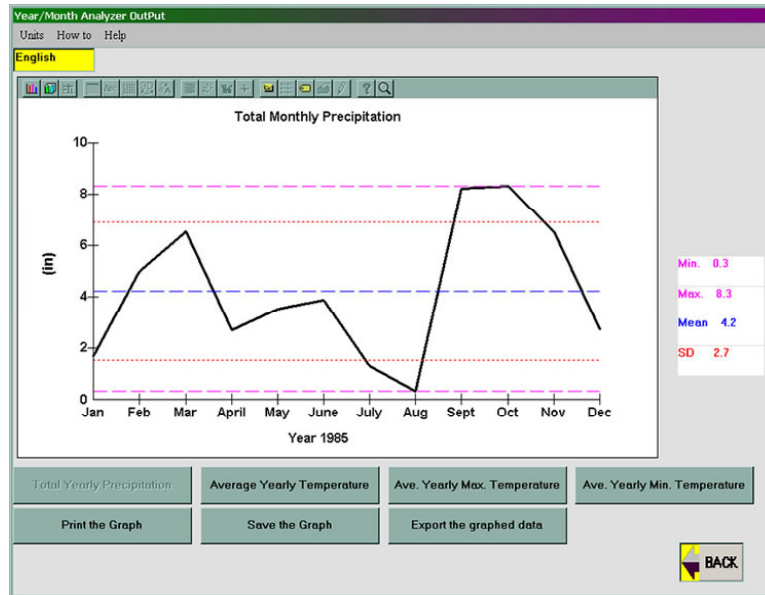 Year/Month Analyzer OutPut
Units How to Help
English
Total Monthly Precipitation
10
8
6
4
2
0
(in)
Jan Feb Mar April May June July Aug Sept Oct Nov Dec
Year 1985
Min. 0.3
Max. 8.3
Mean 4.2
SD 2.7
Total Yearly Precipitation Average Yearly Temperature Ave. Yearly Max. Temperature Ave. Yearly Min. Temperature
Print the Graph Save the Graph Export the graphed data
BACK